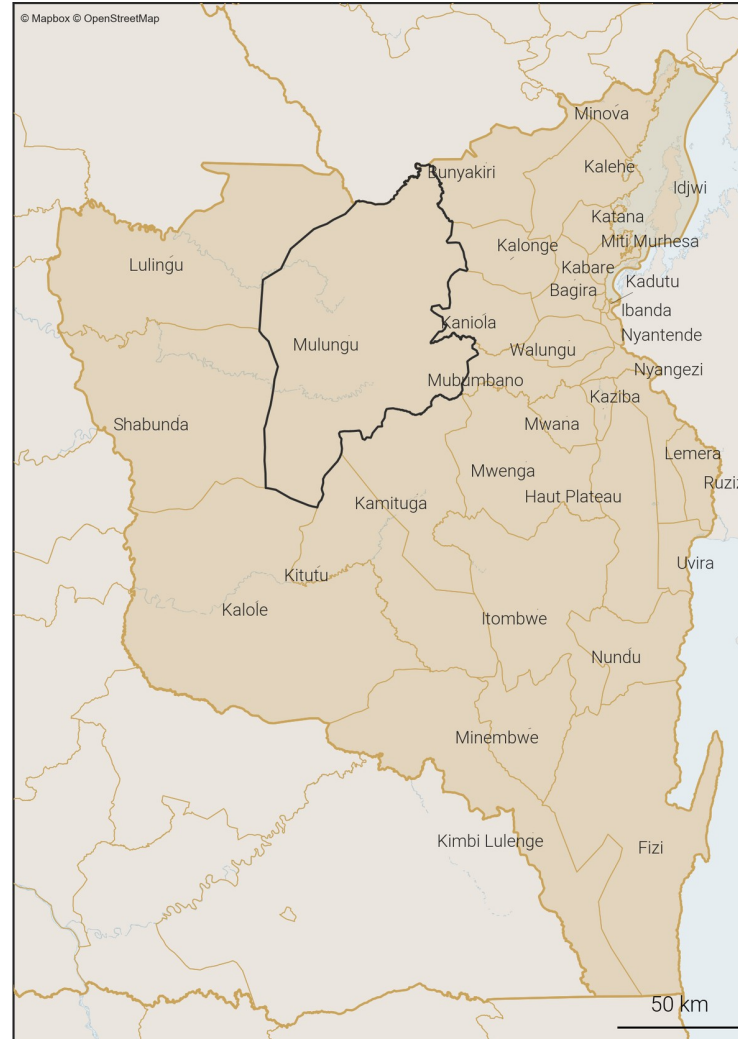 © Mapbox © OpenStreetMap
Minova
Bunyakiri
Kalehe
Idjwi
Katana
Miti Murhesa
Kalonge
Lulingu
Kabare
Kadutu
Bagira
Ibanda
Kaniola
Nyantende
Mulungu
Walungu
Nyangezi
Mubumbano
Kaziba
Shabunda
Mwana
Lemera
Mwenga
Ruziz
Haut Plateau
Kamituga
Uvira
Kitutu
Kalole
Itombwe
Nundu
Minembwe
Kimbi Lulenge
Fizi
50 km